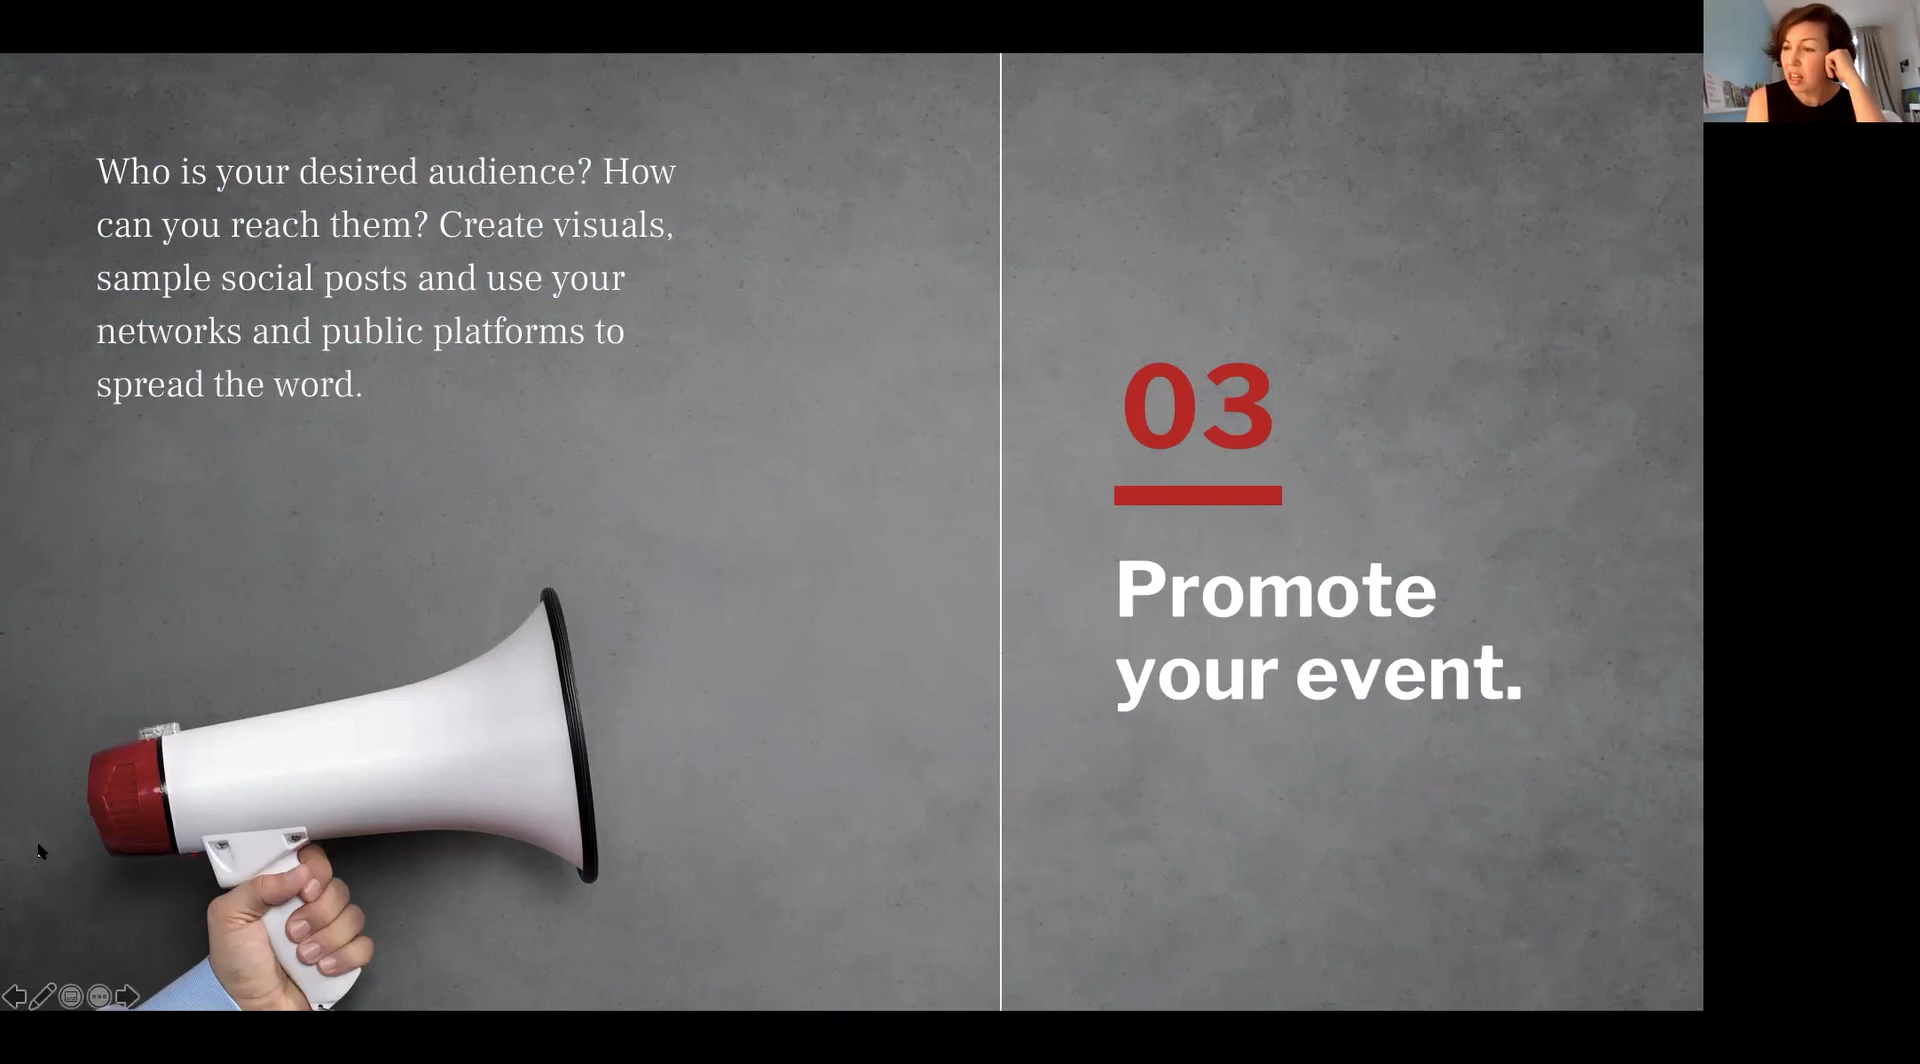 Who is your desired audience? How
can you reach them? Create visuals,
sample social posts and use your
networks and public platforms to
spread the word.
03
Promote
your event.